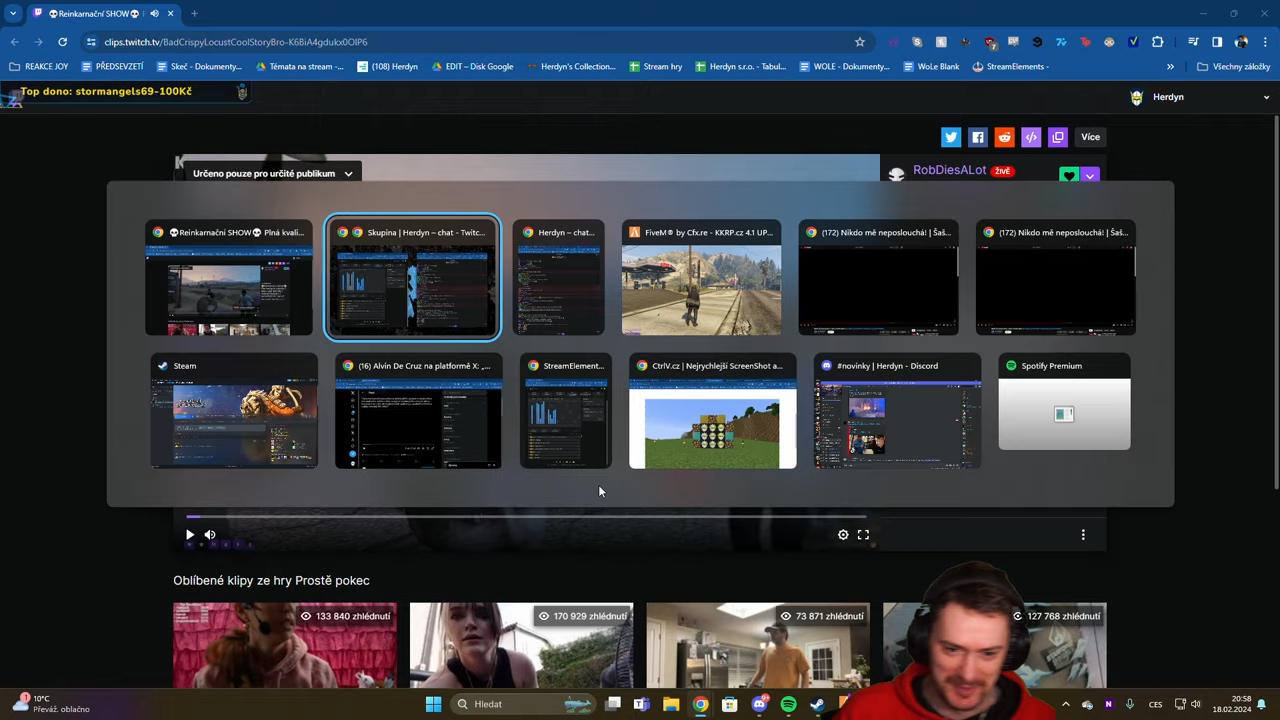 💀Reinkarnační SHOW💀
clips.twitch.tv/BadCrispyLocustCoolStoryBro-K6BiA4gdukx0OIP6
REAKCE JOY
PŘEDSEVZETÍ
Skeč - Dokumenty...
Témata na stream -...
(108) Herdyn
EDIT – Disk Google
Herdyn's Collection...
Stream hry
Herdyn s.r.o. - Tabul...
WOLE - Dokumenty...
WoLe Blank
StreamElements -
»
Všechny záložky
Top dono: stormangels69-100Kč
Herdyn
Více
Určeno pouze pro určité publikum
RobDiesALot
ŽIVĚ
💀Reinkarnační SHOW💀 Plná kvali...
Skupina | Herdyn – chat - Twitc...
Herdyn – chat...
FiveM® by Cfx.re - KKRP.cz 4.1 UP...
(172) Nikdo mě neposlouchá! | Šaš...
(172) Nikdo mě neposlouchá! | Šaš...
Steam
(16) Alvin De Cruz na platformě X: „...
StreamElement...
CtrlV.cz | Nejrychlejší ScreenShot a...
#novinky | Herdyn - Discord
Spotify Premium
Oblíbené klipy ze hry Prostě pokec
133 840 zhlédnutí
170 929 zhlédnutí
73 871 zhlédnutí
127 768 zhlédnutí
1
10°C
Převáž. oblačno
Hledat
CES
20:58
18.02.2024